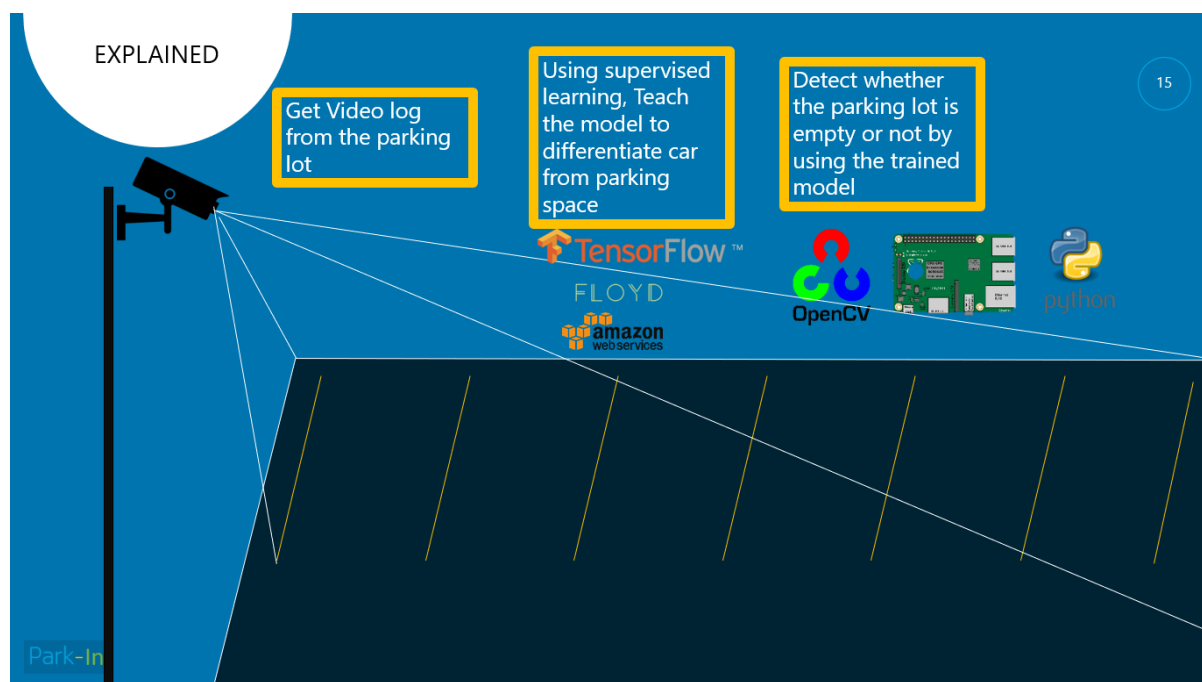 EXPLAINED
15
Get Video log
from the parking
lot
Using supervised
learning, Teach
the model to
differentiate car
from parking
space
Detect whether
the parking lot is
empty or not by
using the trained
model
TensorFlow ™
FLOYD
amazon
webservices
OpenCV
python
Park-In